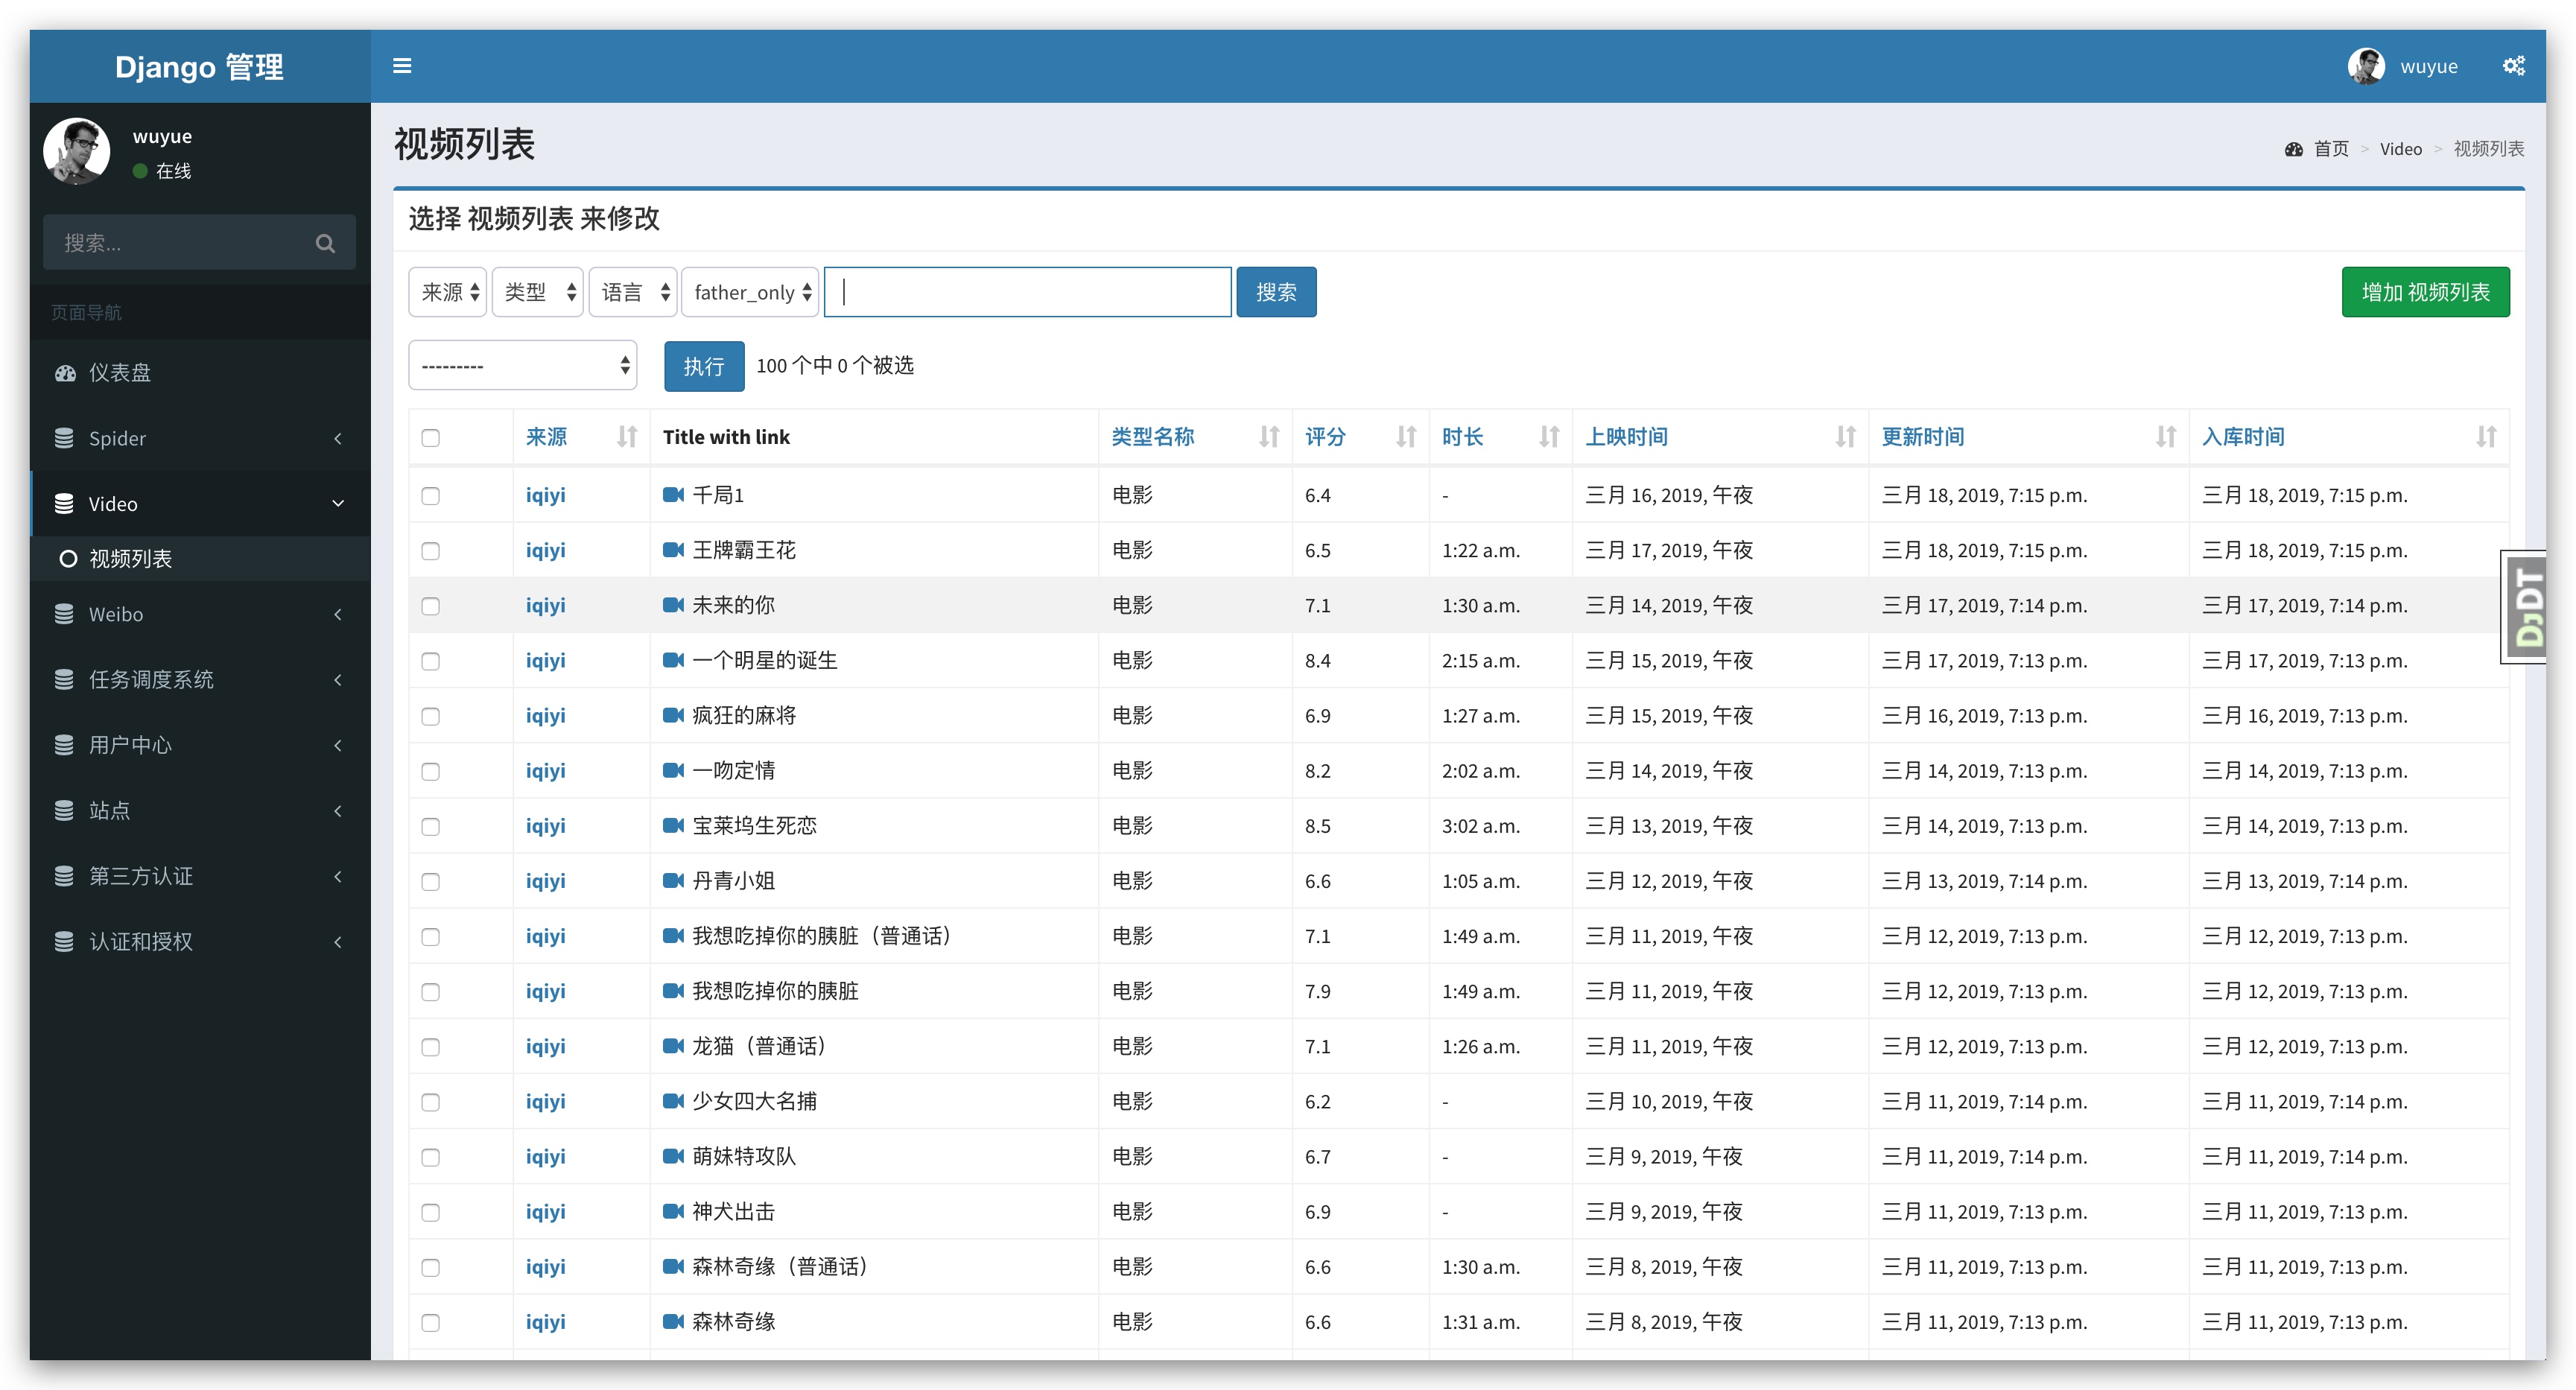 Django 管理
wuyue
wuyue
在线
搜索...
页面导航
仪表盘
Spider
Video
视频列表
Weibo
任务调度系统
用户中心
站点
第三方认证
认证和授权
视频列表
首页 > Video > 视频列表
选择 视频列表 来修改
来源 类型 语言 father_only 搜索 增加 视频列表
--------- 执行 100 个中 0 个被选
来源 Title with link 类型名称 评分 时长 上映时间 更新时间 入库时间
iqiyi 千局1 电影 6.4 - 三月 16, 2019, 午夜 三月 18, 2019, 7:15 p.m. 三月 18, 2019, 7:15 p.m.
iqiyi 王牌霸王花 电影 6.5 1:22 a.m. 三月 17, 2019, 午夜 三月 18, 2019, 7:15 p.m. 三月 18, 2019, 7:15 p.m.
iqiyi 未来的你 电影 7.1 1:30 a.m. 三月 14, 2019, 午夜 三月 17, 2019, 7:14 p.m. 三月 17, 2019, 7:14 p.m.
iqiyi 一个明星的诞生 电影 8.4 2:15 a.m. 三月 15, 2019, 午夜 三月 17, 2019, 7:13 p.m. 三月 17, 2019, 7:13 p.m.
iqiyi 疯狂的麻将 电影 6.9 1:27 a.m. 三月 15, 2019, 午夜 三月 16, 2019, 7:13 p.m. 三月 16, 2019, 7:13 p.m.
iqiyi 一吻定情 电影 8.2 2:02 a.m. 三月 14, 2019, 午夜 三月 14, 2019, 7:13 p.m. 三月 14, 2019, 7:13 p.m.
iqiyi 宝莱坞生死恋 电影 8.5 3:02 a.m. 三月 13, 2019, 午夜 三月 14, 2019, 7:13 p.m. 三月 14, 2019, 7:13 p.m.
iqiyi 丹青小姐 电影 6.6 1:05 a.m. 三月 12, 2019, 午夜 三月 13, 2019, 7:14 p.m. 三月 13, 2019, 7:14 p.m.
iqiyi 我想吃掉你的胰脏（普通话） 电影 7.1 1:49 a.m. 三月 11, 2019, 午夜 三月 12, 2019, 7:13 p.m. 三月 12, 2019, 7:13 p.m.
iqiyi 我想吃掉你的胰脏 电影 7.9 1:49 a.m. 三月 11, 2019, 午夜 三月 12, 2019, 7:13 p.m. 三月 12, 2019, 7:13 p.m.
iqiyi 龙猫（普通话） 电影 7.1 1:26 a.m. 三月 11, 2019, 午夜 三月 12, 2019, 7:13 p.m. 三月 12, 2019, 7:13 p.m.
iqiyi 少女四大名捕 电影 6.2 - 三月 10, 2019, 午夜 三月 11, 2019, 7:14 p.m. 三月 11, 2019, 7:14 p.m.
iqiyi 萌妹特攻队 电影 6.7 - 三月 9, 2019, 午夜 三月 11, 2019, 7:14 p.m. 三月 11, 2019, 7:14 p.m.
iqiyi 神犬出击 电影 6.9 - 三月 9, 2019, 午夜 三月 11, 2019, 7:13 p.m. 三月 11, 2019, 7:13 p.m.
iqiyi 森林奇缘（普通话） 电影 6.6 1:30 a.m. 三月 8, 2019, 午夜 三月 11, 2019, 7:13 p.m. 三月 11, 2019, 7:13 p.m.
iqiyi 森林奇缘 电影 6.6 1:31 a.m. 三月 8, 2019, 午夜 三月 11, 2019, 7:13 p.m. 三月 11, 2019, 7:13 p.m.
DjDT